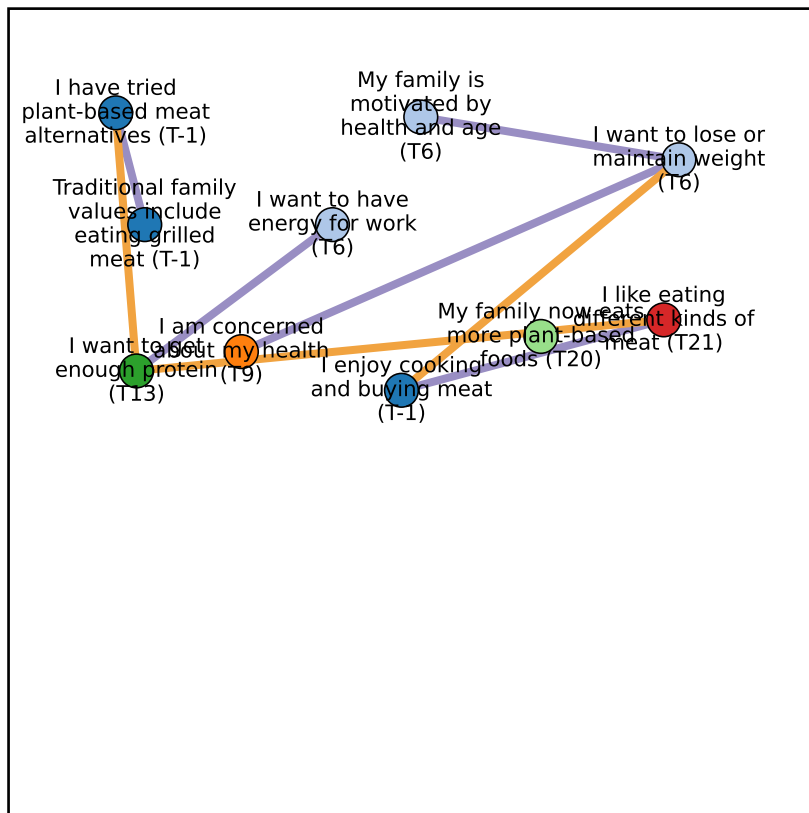 I have tried
plant-based meat
alternatives (T-1)
My family is
motivated by
health and age
(T6)
I want to lose or
maintain weight
(T6)
Traditional family
values include
eating grilled
meat (T-1)
I want to have
energy for work
(T6)
I like eating
different kinds of
meat (T21)
My family now eats
more plant-based
foods (T20)
I am concerned
about my health
(T9)
I want to get
enough protein
(T13)
I enjoy cooking
and buying meat
(T-1)